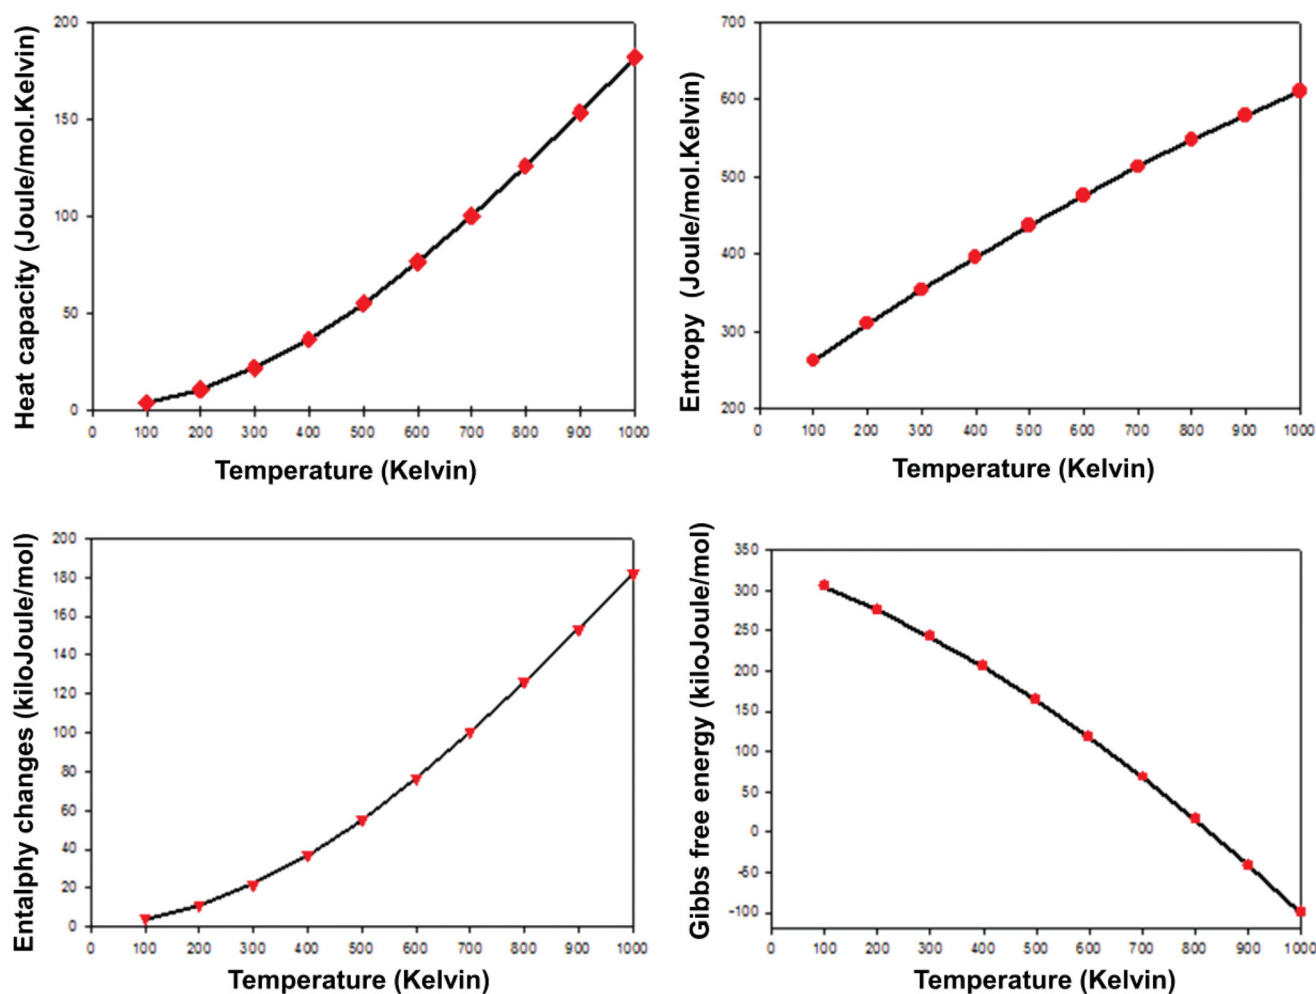 Heat capacity (Joule/mol.Kelvin)
200
150
100
50
0
0 100 200 300 400 500 600 700 800 900 1000
Temperature (Kelvin)
Entropy (Joule/mol.Kelvin)
700
600
500
400
300
200
0 100 200 300 400 500 600 700 800 900 1000
Temperature (Kelvin)
Entalphy changes (kiloJoule/mol)
200
180
160
140
120
100
80
60
40
20
0
0 100 200 300 400 500 600 700 800 900 1000
Temperature (Kelvin)
Gibbs free energy (kiloJoule/mol)
350
300
250
200
150
100
50
0
-50
-100
0 100 200 300 400 500 600 700 800 900 1000
Temperature (Kelvin)